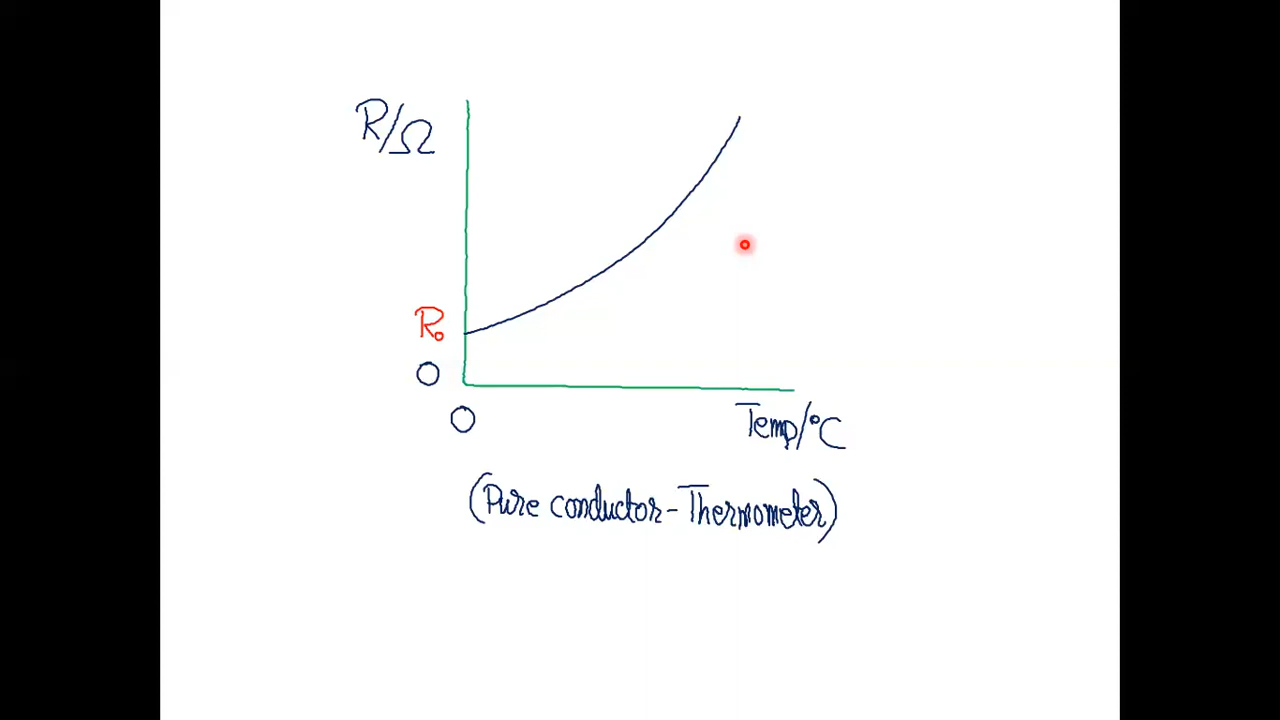 R/Ω
R₀
0
0
Temp/°C
(Pure conductor-Thermometer)